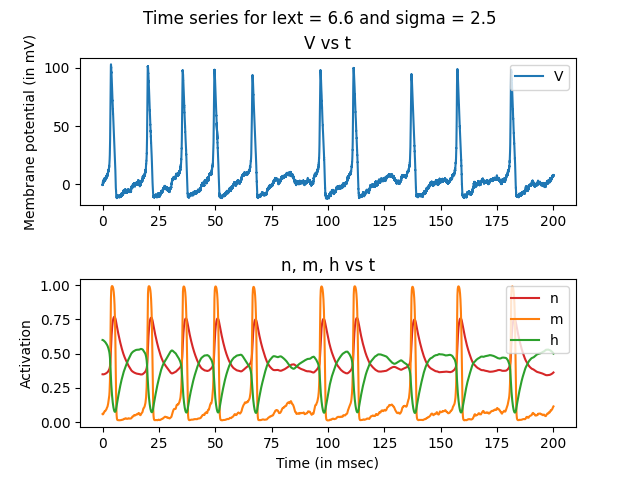 Time series for Iext = 6.6 and sigma = 2.5
V vs t
Membrane potential (in mV)
100
50
0
V
0 25 50 75 100 125 150 175 200
n, m, h vs t
Activation
1.00
0.75
0.50
0.25
0.00
n
m
h
0 25 50 75 100 125 150 175 200
Time (in msec)